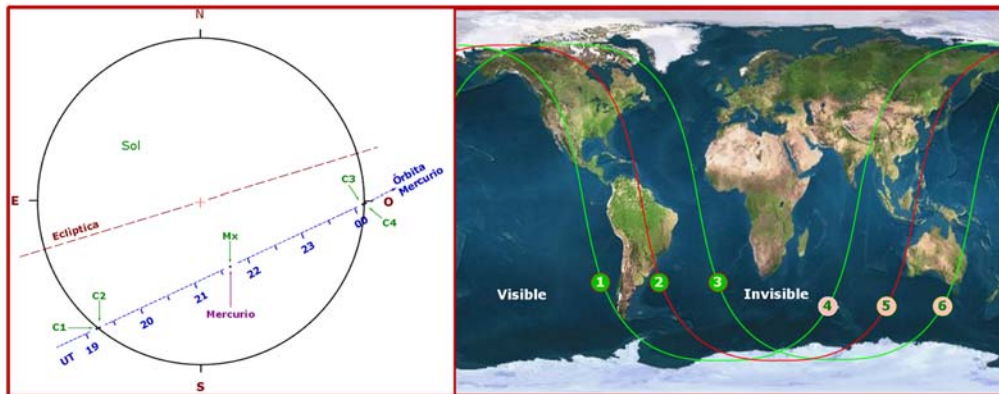 N
Sol
C3
Órbita
Mercurio
E
O
C4
00
Eclíptica
Mx
23
22
21
Mercurio
C2
20
C1
19
UT
S
1
2
3
4
5
6
Visible
Invisible